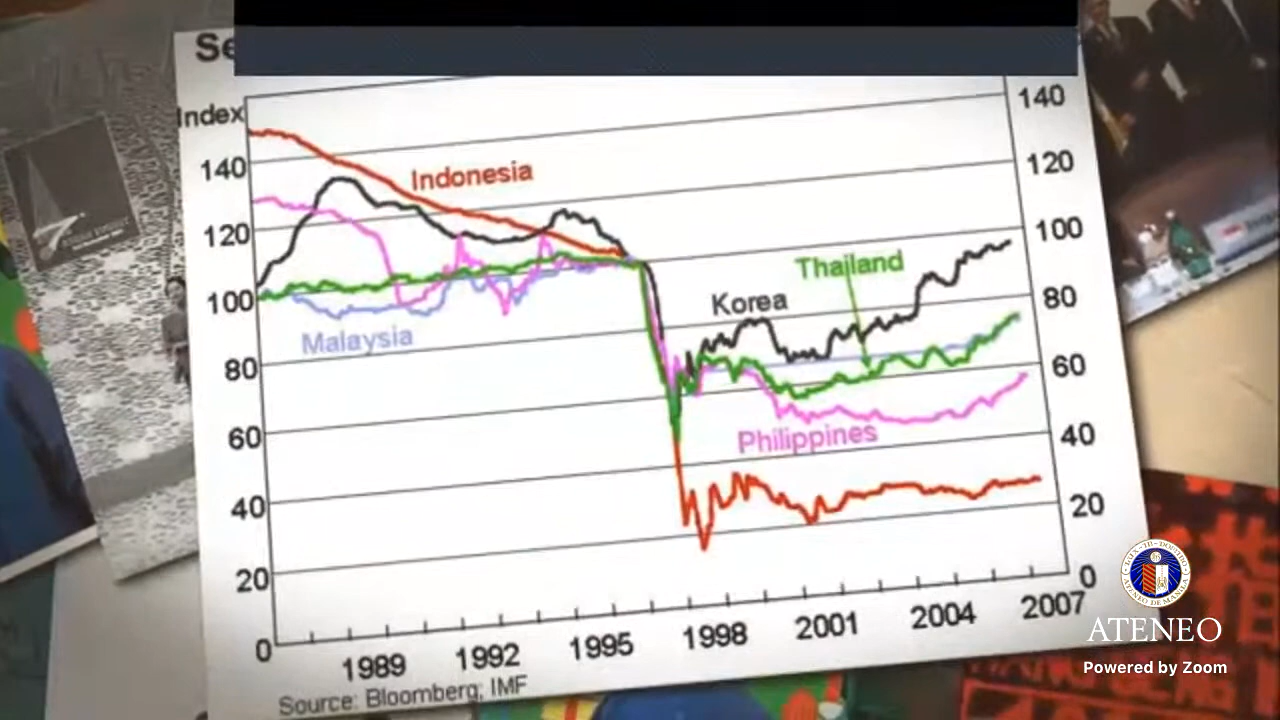 Se
Index
140
120
100
80
60
40
20
0
140
120
100
80
60
40
20
0
Indonesia
Malaysia
Korea
Thailand
Philippines
1989
1992
1995
1998
2001
2004
2007
Source: Bloomberg; IMF
ATENEO
Powered by Zoom